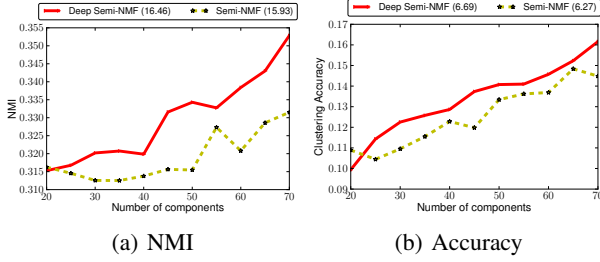 Deep Semi-NMF (16.46) Semi-NMF (15.93)
0.355
0.350
0.345
0.340
0.335
0.330
0.325
0.320
0.315
0.310
NMI
20 30 40 50 60 70
Number of components
(a) NMI
Deep Semi-NMF (6.69) Semi-NMF (6.27)
0.17
0.16
0.15
0.14
0.13
0.12
0.11
0.10
0.09
Clustering Accuracy
20 30 40 50 60 70
Number of components
(b) Accuracy